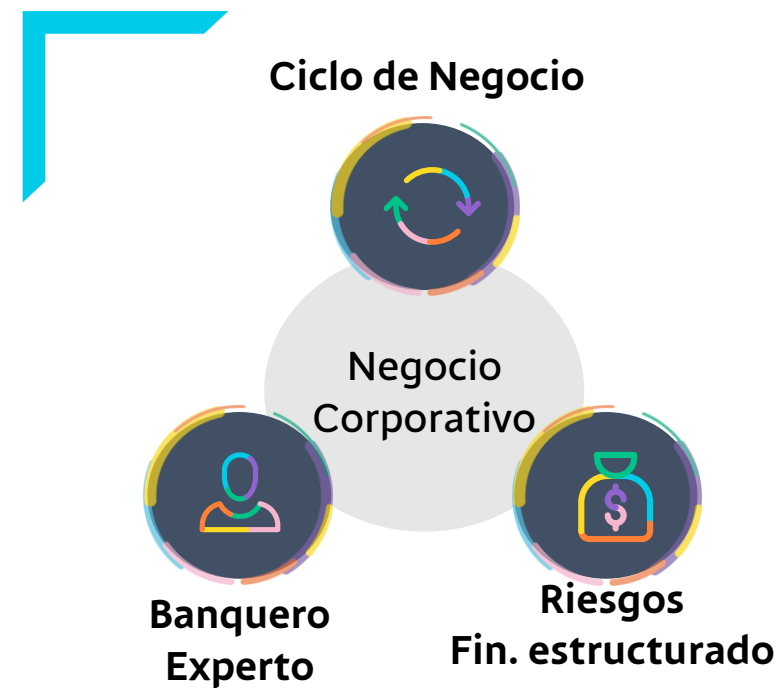 Ciclo de Negocio
Negocio
Corporativo
Banquero
Experto
Riesgos
Fin. estructurado